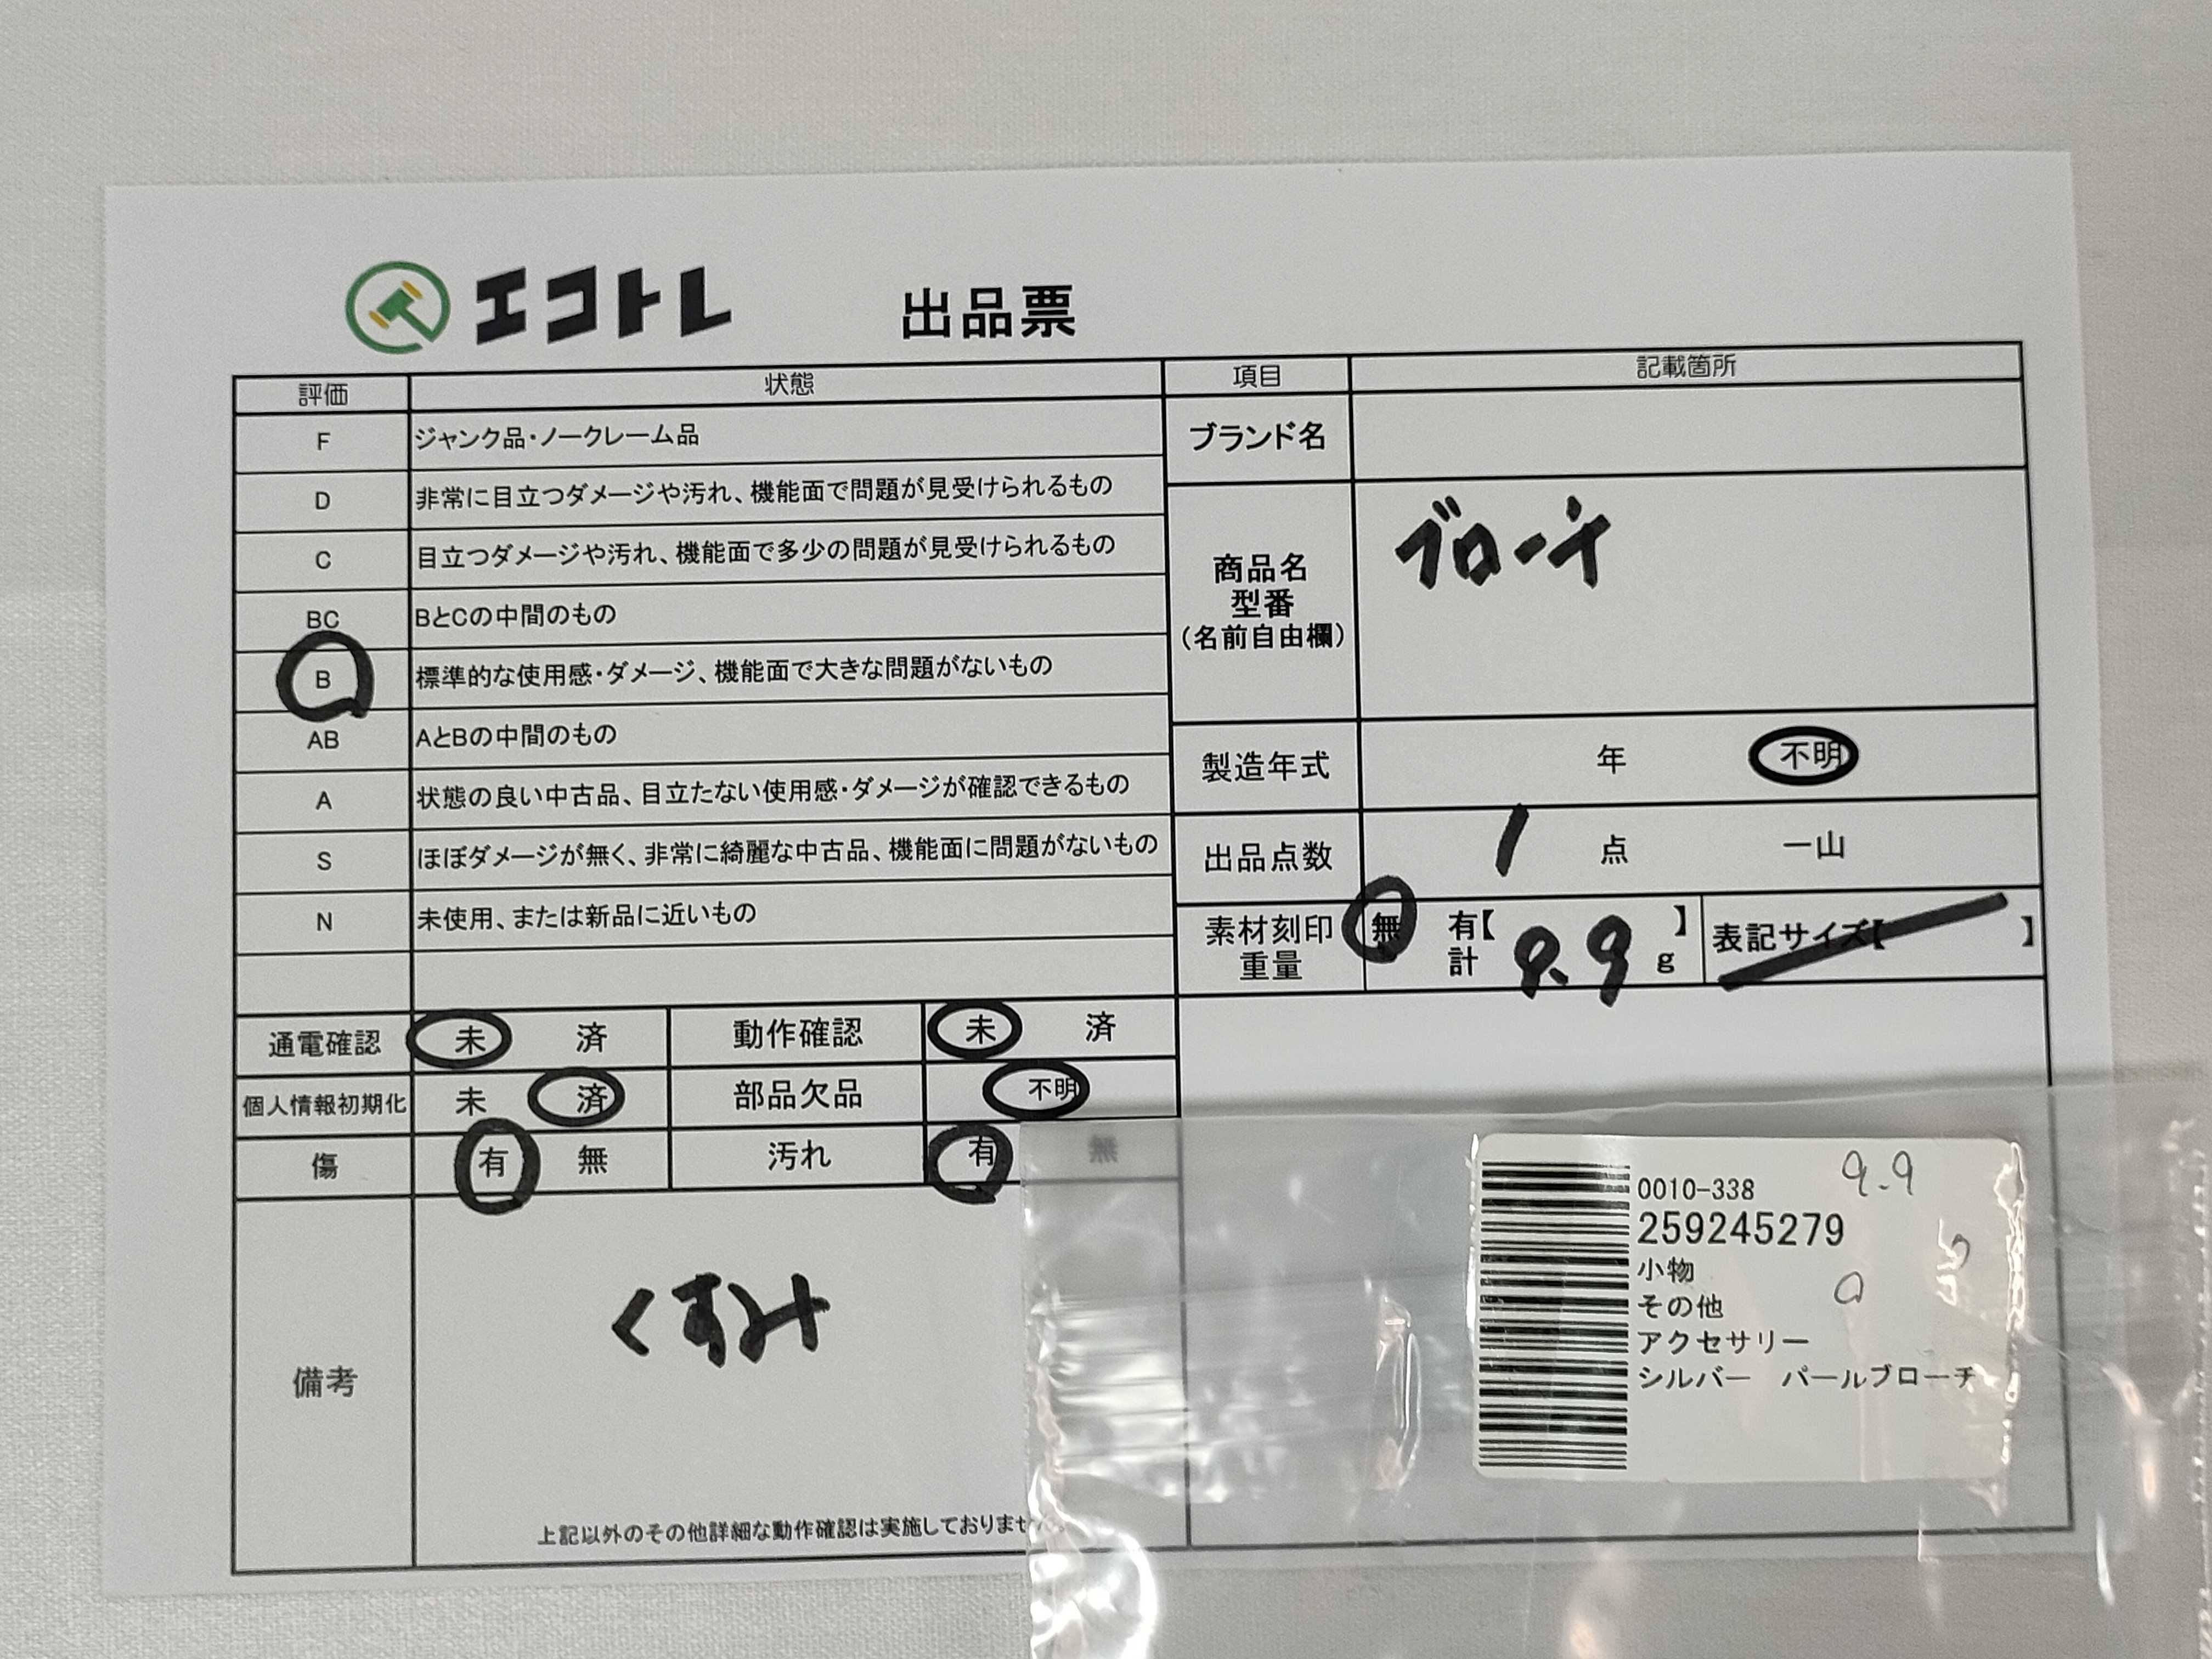 エコトレ 出品票
評価 状態 項目 記載箇所
F ジャンク品・ノークレーム品
D 非常に目立つダメージや汚れ、機能面で問題が見受けられるもの
C 目立つダメージや汚れ、機能面で多少の問題が見受けられるもの
BC BとCの中間のもの
B 標準的な使用感・ダメージ、機能面で大きな問題がないもの
AB AとBの中間のもの
A 状態の良い中古品、目立たない使用感・ダメージが確認できるもの
S ほぼダメージが無く、非常に綺麗な中古品、機能面に問題がないもの
N 未使用、または新品に近いもの
ブランド名
商品名 ブローチ
型番
(名前自由欄)
製造年式 年 不明
出品点数 1 点 一山
素材刻印 無 有【 】 表記サイズ【 】
重量 計 9.9 g
通電確認 未 済 動作確認 未 済
個人情報初期化 未 済 部品欠品 不明
傷 有 無 汚れ 有 無
備考 くすみ
上記以外のその他詳細な動作確認は実施しておりませ
0010-338 9.9
259245279
小物
その他
アクセサリー
シルバー パールブローチ